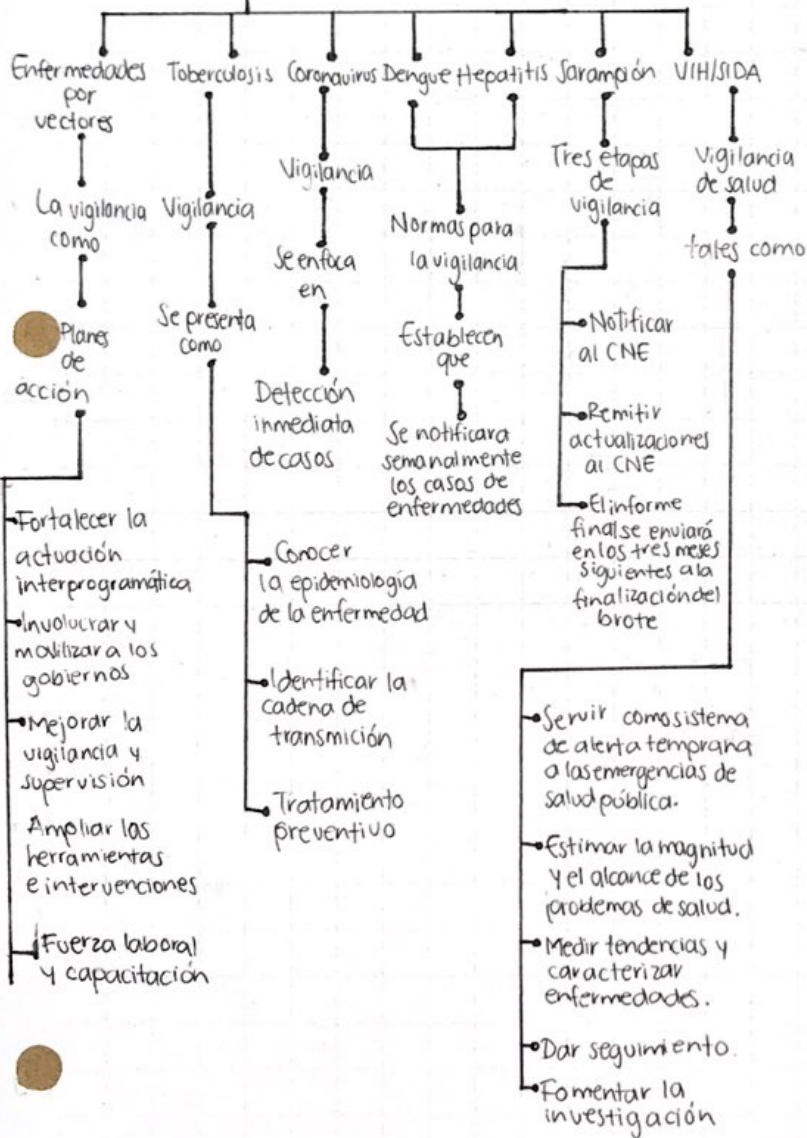 Enfermedades
por
vectores
La vigilancia
como
Planes
de
acción
Fortalecer la
actuación
interprogramática
Involucrar y
movilizar a los
gobiernos
Mejorar la
vigilancia y
supervisión
Ampliar las
herramientas
e intervenciones
Fuerza laboral
y capacitación
Toberculosis
Vigilancia
Se presenta
como
Conocer
la epidemiología
de la enfermedad
Identificar la
cadena de
transmición
Tratamiento
preventivo
Coronavirus
Vigilancia
Se enfoca
en
Detección
inmediata
de casos
Dengue
Hepatitis
Normas para
la vigilancia
Establecen
que
Se notificara
semanalmente
los casos de
enfermedades
Sarampión
Tres etapas
de
vigilancia
Notificar
al CNE
Remitir
actualizaciones
al CNE
El informe
final se enviará
en los tres meses
siguientes a la
finalización del
brote
VIH/SIDA
Vigilancia
de salud
tales como
Servir como sistema
de alerta temprana
a las emergencias de
salud pública.
Estimar la magnitud
y el alcance de los
problemas de salud.
Medir tendencias y
caracterizar
enfermedades.
Dar seguimiento.
Fomentar la
investigación